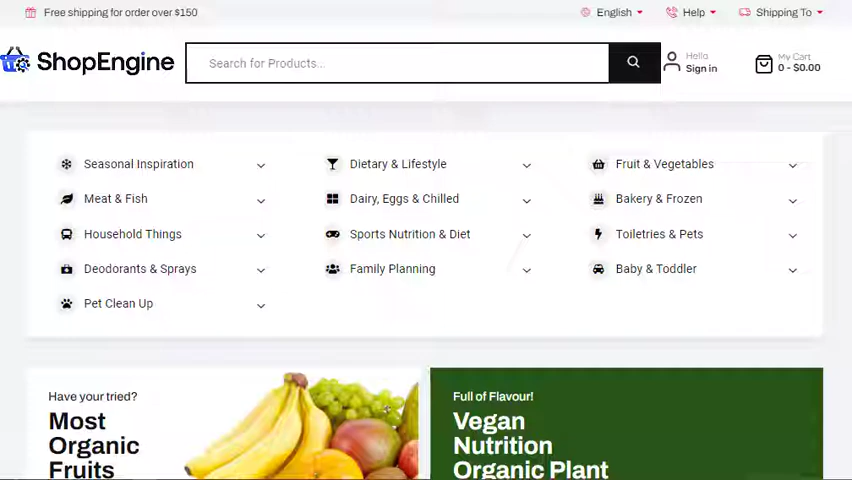 Free shipping for order over $150
English
Help
Shipping To
ShopEngine
Search for Products...
Hello
Sign in
My Cart
0 - $0.00
Seasonal Inspiration
Dietary & Lifestyle
Fruit & Vegetables
Meat & Fish
Dairy, Eggs & Chilled
Bakery & Frozen
Household Things
Sports Nutrition & Diet
Toiletries & Pets
Deodorants & Sprays
Family Planning
Baby & Toddler
Pet Clean Up
Have your tried?
Most
Organic
Fruits
Full of Flavour!
Vegan
Nutrition
Organic Plant